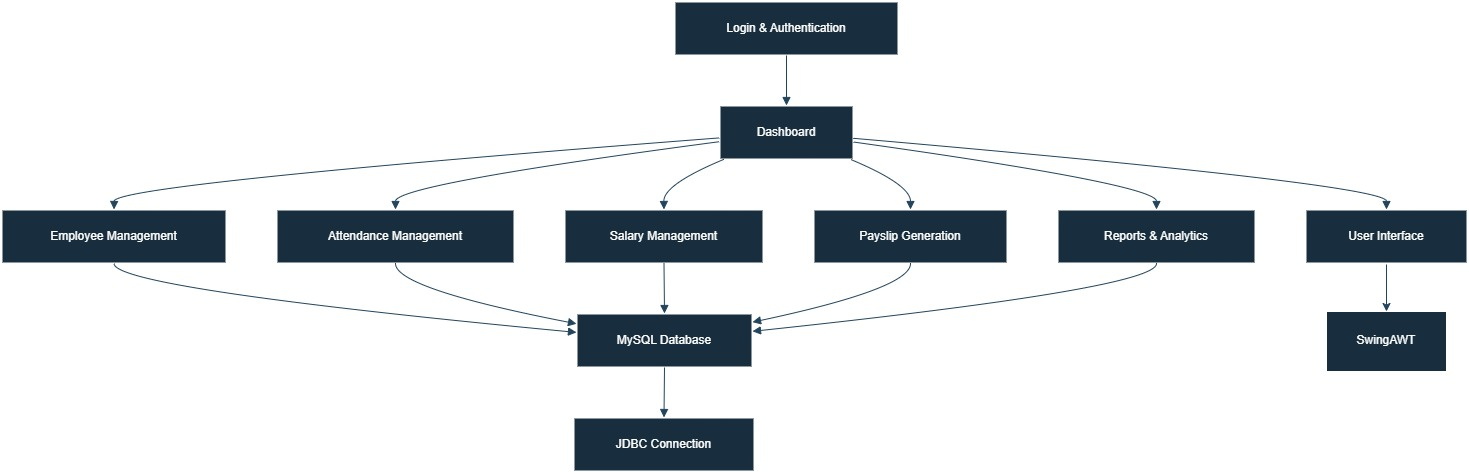 Login & Authentication
Dashboard
Employee Management
Attendance Management
Salary Management
Payslip Generation
Reports & Analytics
User Interface
MySQL Database
SwingAWT
JDBC Connection